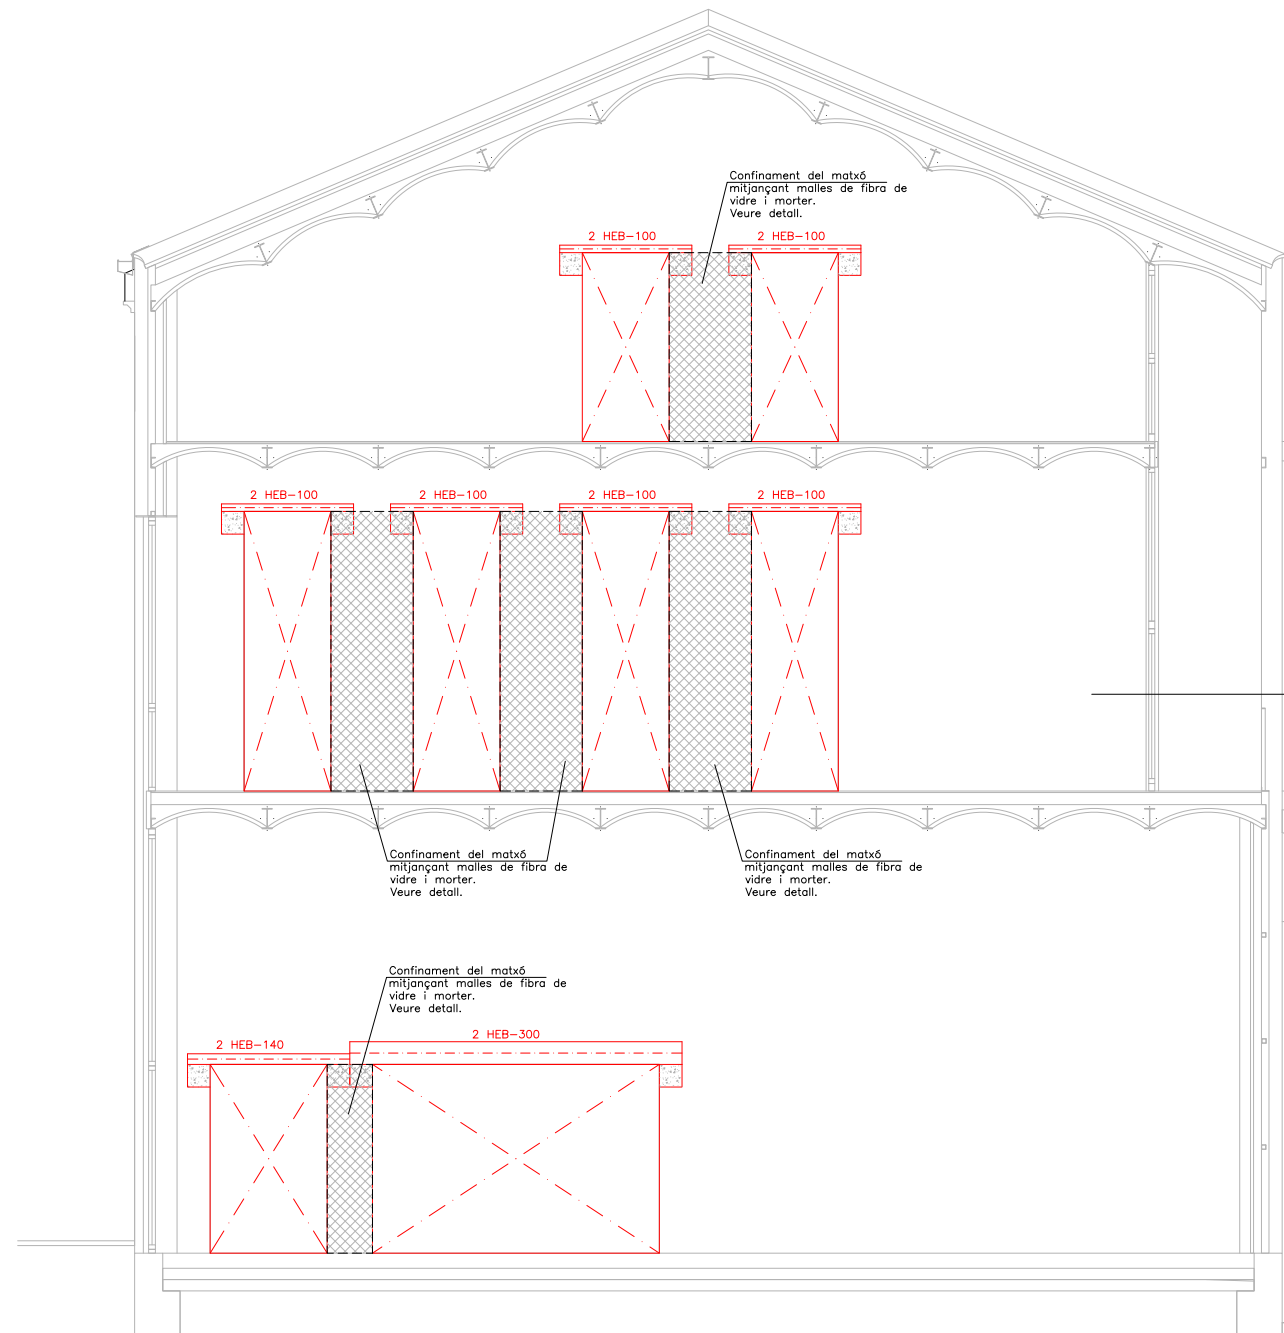 Confinament del matxó
mitjançant malles de fibra de
vidre i morter.
Veure detall.
2 HEB-100
2 HEB-100
2 HEB-100
2 HEB-100
2 HEB-100
2 HEB-100
Confinament del matxó
mitjançant malles de fibra de
vidre i morter.
Veure detall.
Confinament del matxó
mitjançant malles de fibra de
vidre i morter.
Veure detall.
Confinament del matxó
mitjançant malles de fibra de
vidre i morter.
Veure detall.
2 HEB-140
2 HEB-300